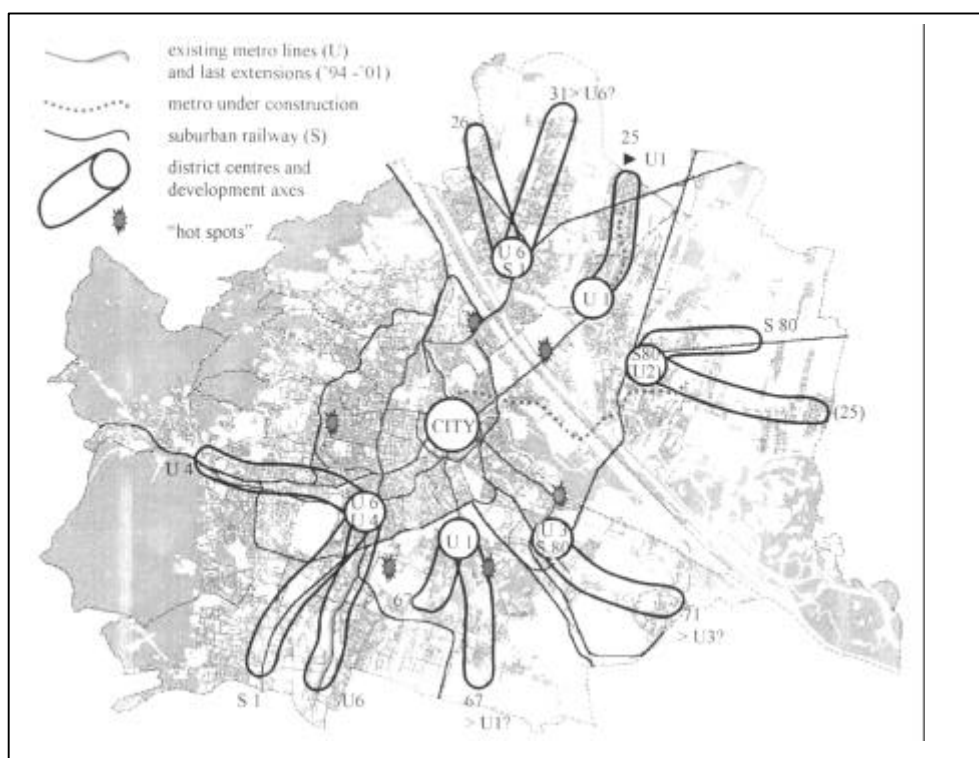 existing metro lines (U)
and last extensions (`94 -`01)
metro under construction
suburban railway (S)
district centres and
development axes
"hot spots"
31> U6?
26
25
► U1
U 6
S 1
U 1
S 80
S80
U2
(25)
CITY
U 4
U 6
U 4
U 1
U 3
S 80
6
71
> U3?
S 1
U6
67
> U1?